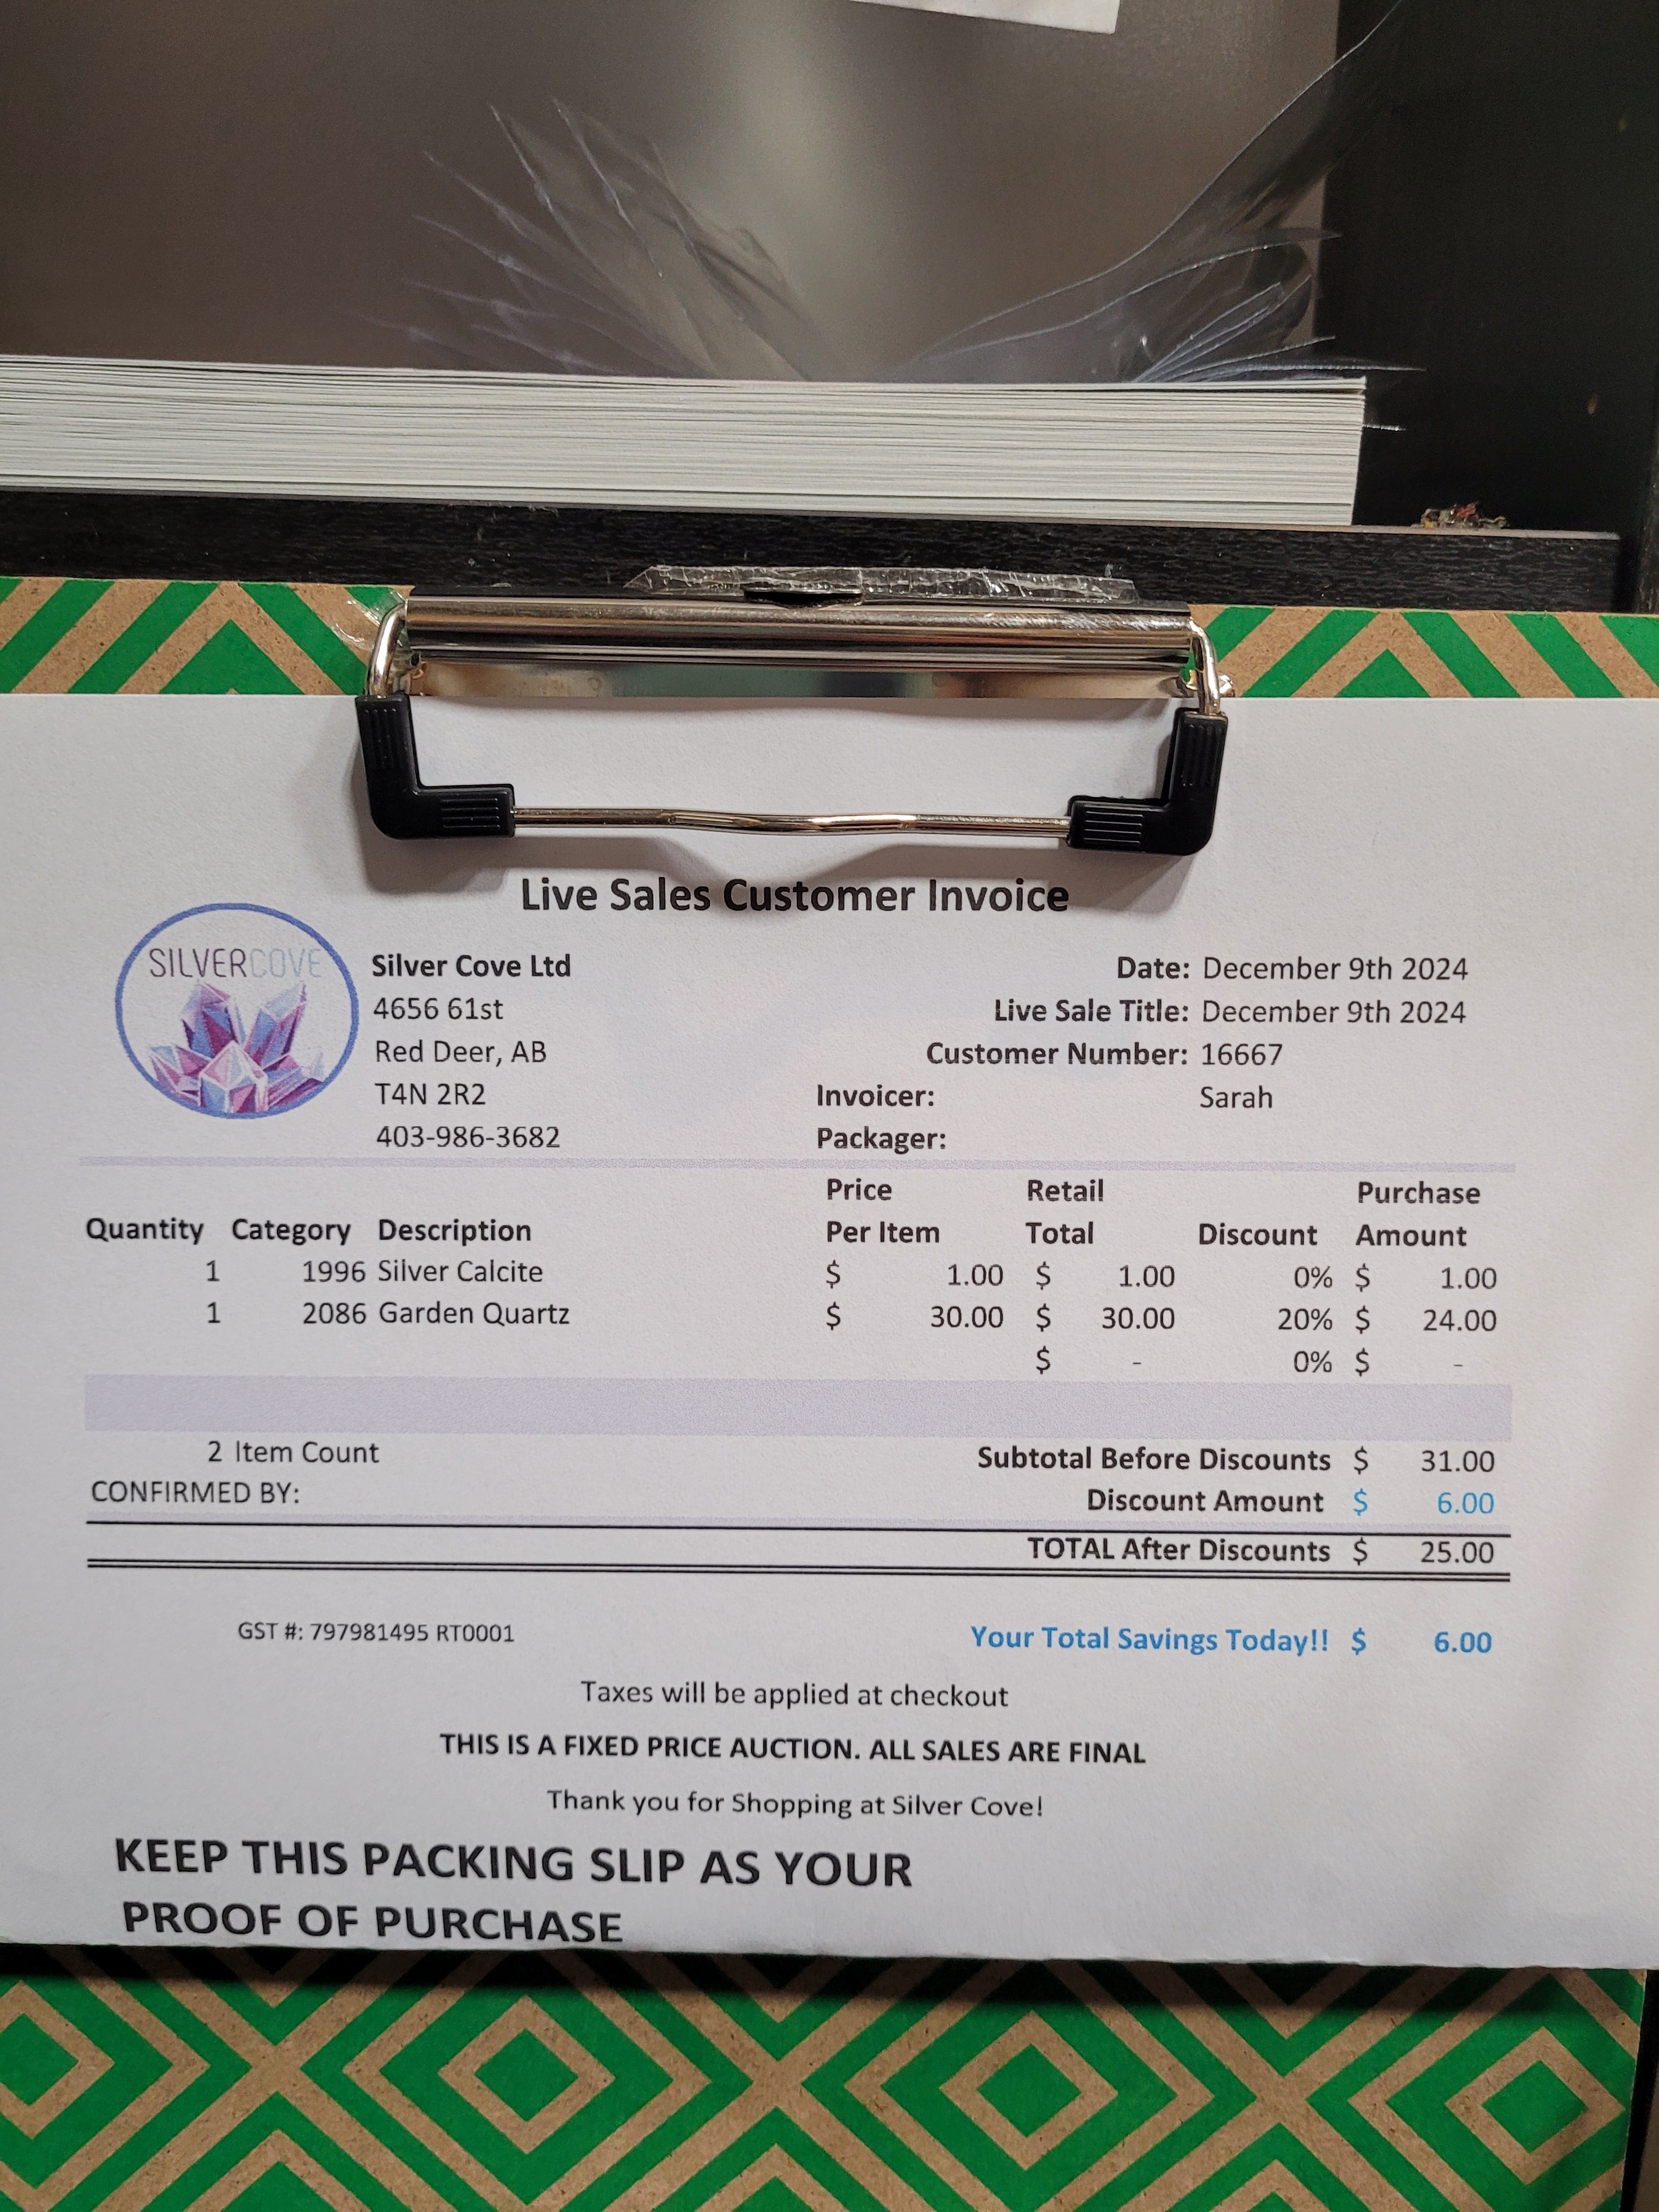 Live Sales Customer Invoice
SILVERCOVE
Silver Cove Ltd
4656 61st
Red Deer, AB
T4N 2R2
403-986-3682
Date: December 9th 2024
Live Sale Title: December 9th 2024
Customer Number: 16667
Invoicer: Sarah
Packager:
Quantity Category Description Price Per Item Retail Total Discount Purchase Amount
1 1996 Silver Calcite $ 1.00 $ 1.00 0% $ 1.00
1 2086 Garden Quartz $ 30.00 $ 30.00 20% $ 24.00
$ - 0% $ -
2 Item Count Subtotal Before Discounts $ 31.00
CONFIRMED BY: Discount Amount $ 6.00
TOTAL After Discounts $ 25.00
GST #: 797981495 RT0001 Your Total Savings Today!! $ 6.00
Taxes will be applied at checkout
THIS IS A FIXED PRICE AUCTION. ALL SALES ARE FINAL
Thank you for Shopping at Silver Cove!
KEEP THIS PACKING SLIP AS YOUR
PROOF OF PURCHASE